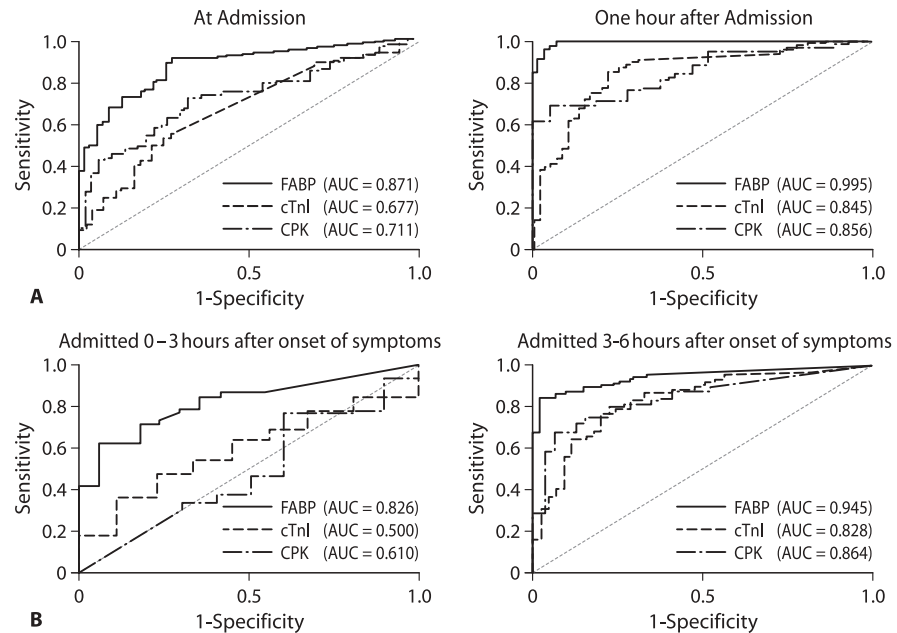 At Admission
1.0
0.8
0.6
0.4
0.2
0
Sensitivity
FABP (AUC = 0.871)
cTnI (AUC = 0.677)
CPK (AUC = 0.711)
0 0.5 1.0
1-Specificity
A
One hour after Admission
1.0
0.8
0.6
0.4
0.2
0
Sensitivity
FABP (AUC = 0.995)
cTnI (AUC = 0.845)
CPK (AUC = 0.856)
0 0.5 1.0
1-Specificity
Admitted 0–3 hours after onset of symptoms
1.0
0.8
0.6
0.4
0.2
0
Sensitivity
FABP (AUC = 0.826)
cTnI (AUC = 0.500)
CPK (AUC = 0.610)
0 0.5 1.0
1-Specificity
B
Admitted 3-6 hours after onset of symptoms
1.0
0.8
0.6
0.4
0.2
0
Sensitivity
FABP (AUC = 0.945)
cTnI (AUC = 0.828)
CPK (AUC = 0.864)
0 0.5 1.0
1-Specificity